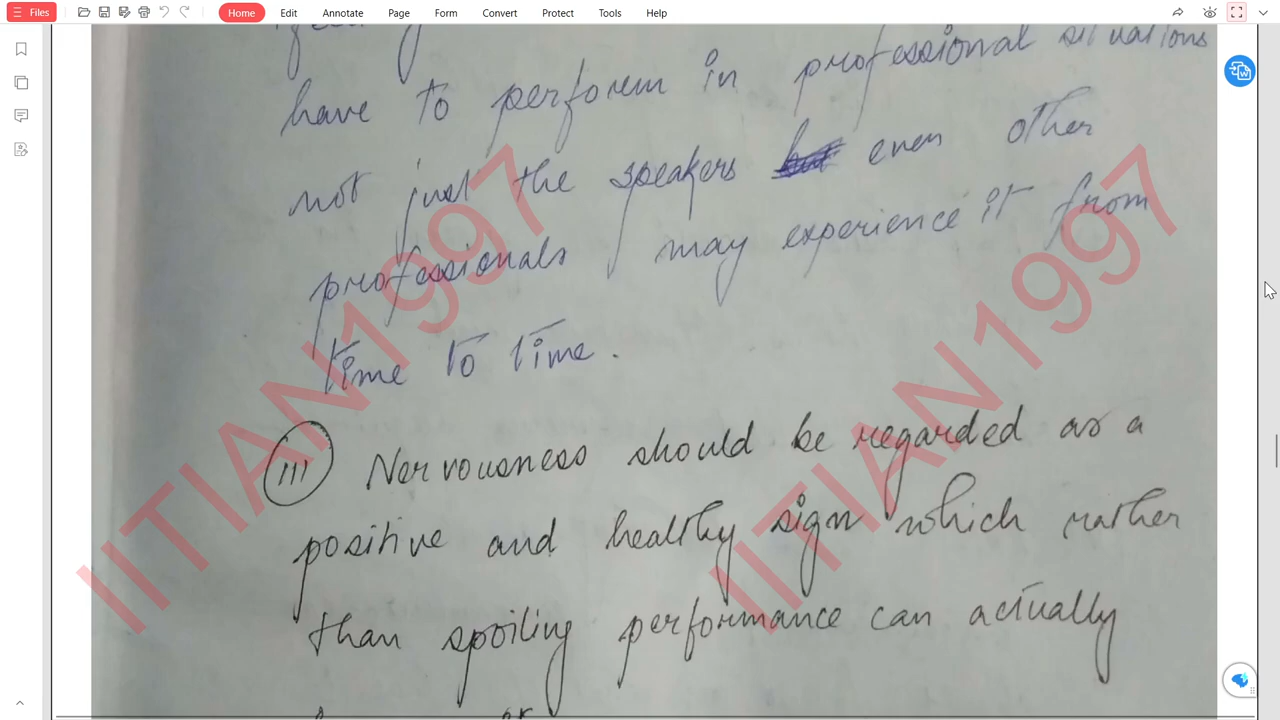 Files
Home Edit Annotate Page Form Convert Protect Tools Help
have to perform in professional situations
not just the speakers even other
professionals may experience it from
time to time.
III Nervousness should be regarded as a
positive and healthy sign which rather
than spoiling performance can actually
IITIAN1997
IITIAN1997